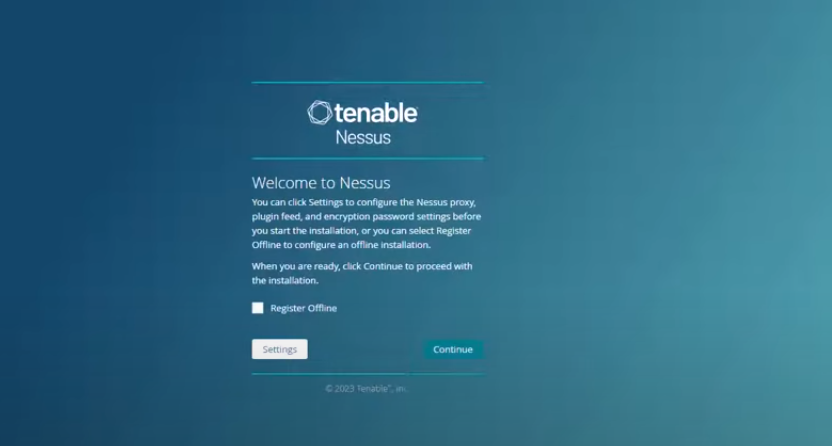 tenable
Nessus
Welcome to Nessus
You can click Settings to configure the Nessus proxy,
plugin feed, and encryption password settings before
you start the installation, or you can select Register
Offline to configure an offline installation.
When you are ready, click Continue to proceed with
the installation.
Register Offline
Settings
Continue
© 2023 Tenable™, Inc.